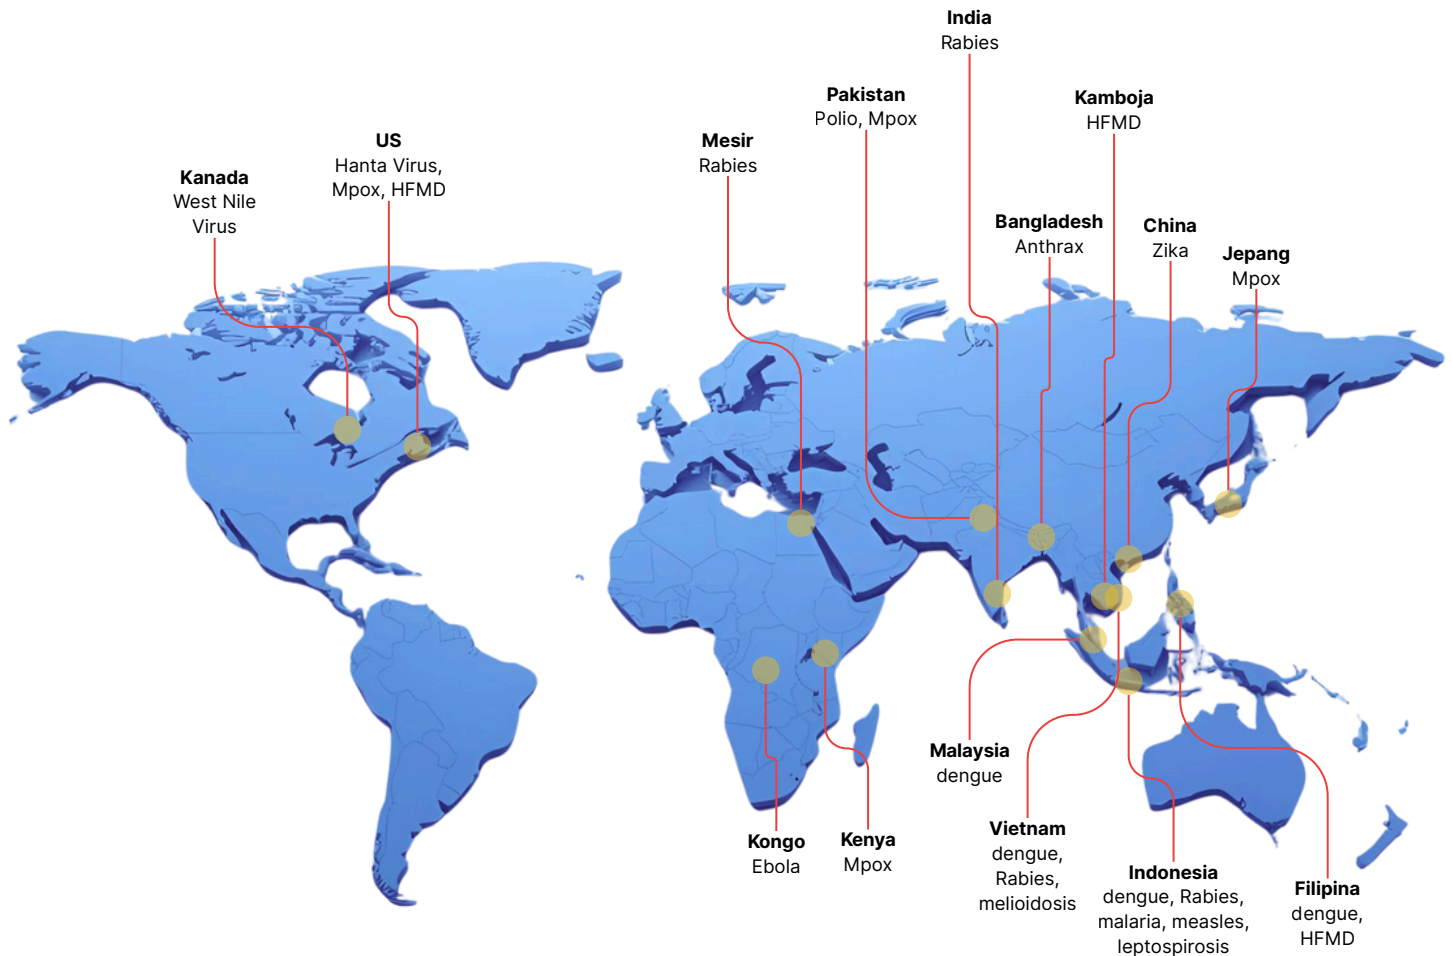 India
Rabies
Pakistan
Polio, Mpox
Kamboja
HFMD
US
Hanta Virus,
Mpox, HFMD
Mesir
Rabies
Kanada
West Nile
Virus
Bangladesh
Anthrax
China
Zika
Jepang
Mpox
Malaysia
dengue
Vietnam
dengue,
Rabies,
melioidosis
Kongo
Ebola
Kenya
Mpox
Indonesia
dengue, Rabies,
malaria, measles,
leptospirosis
Filipina
dengue,
HFMD